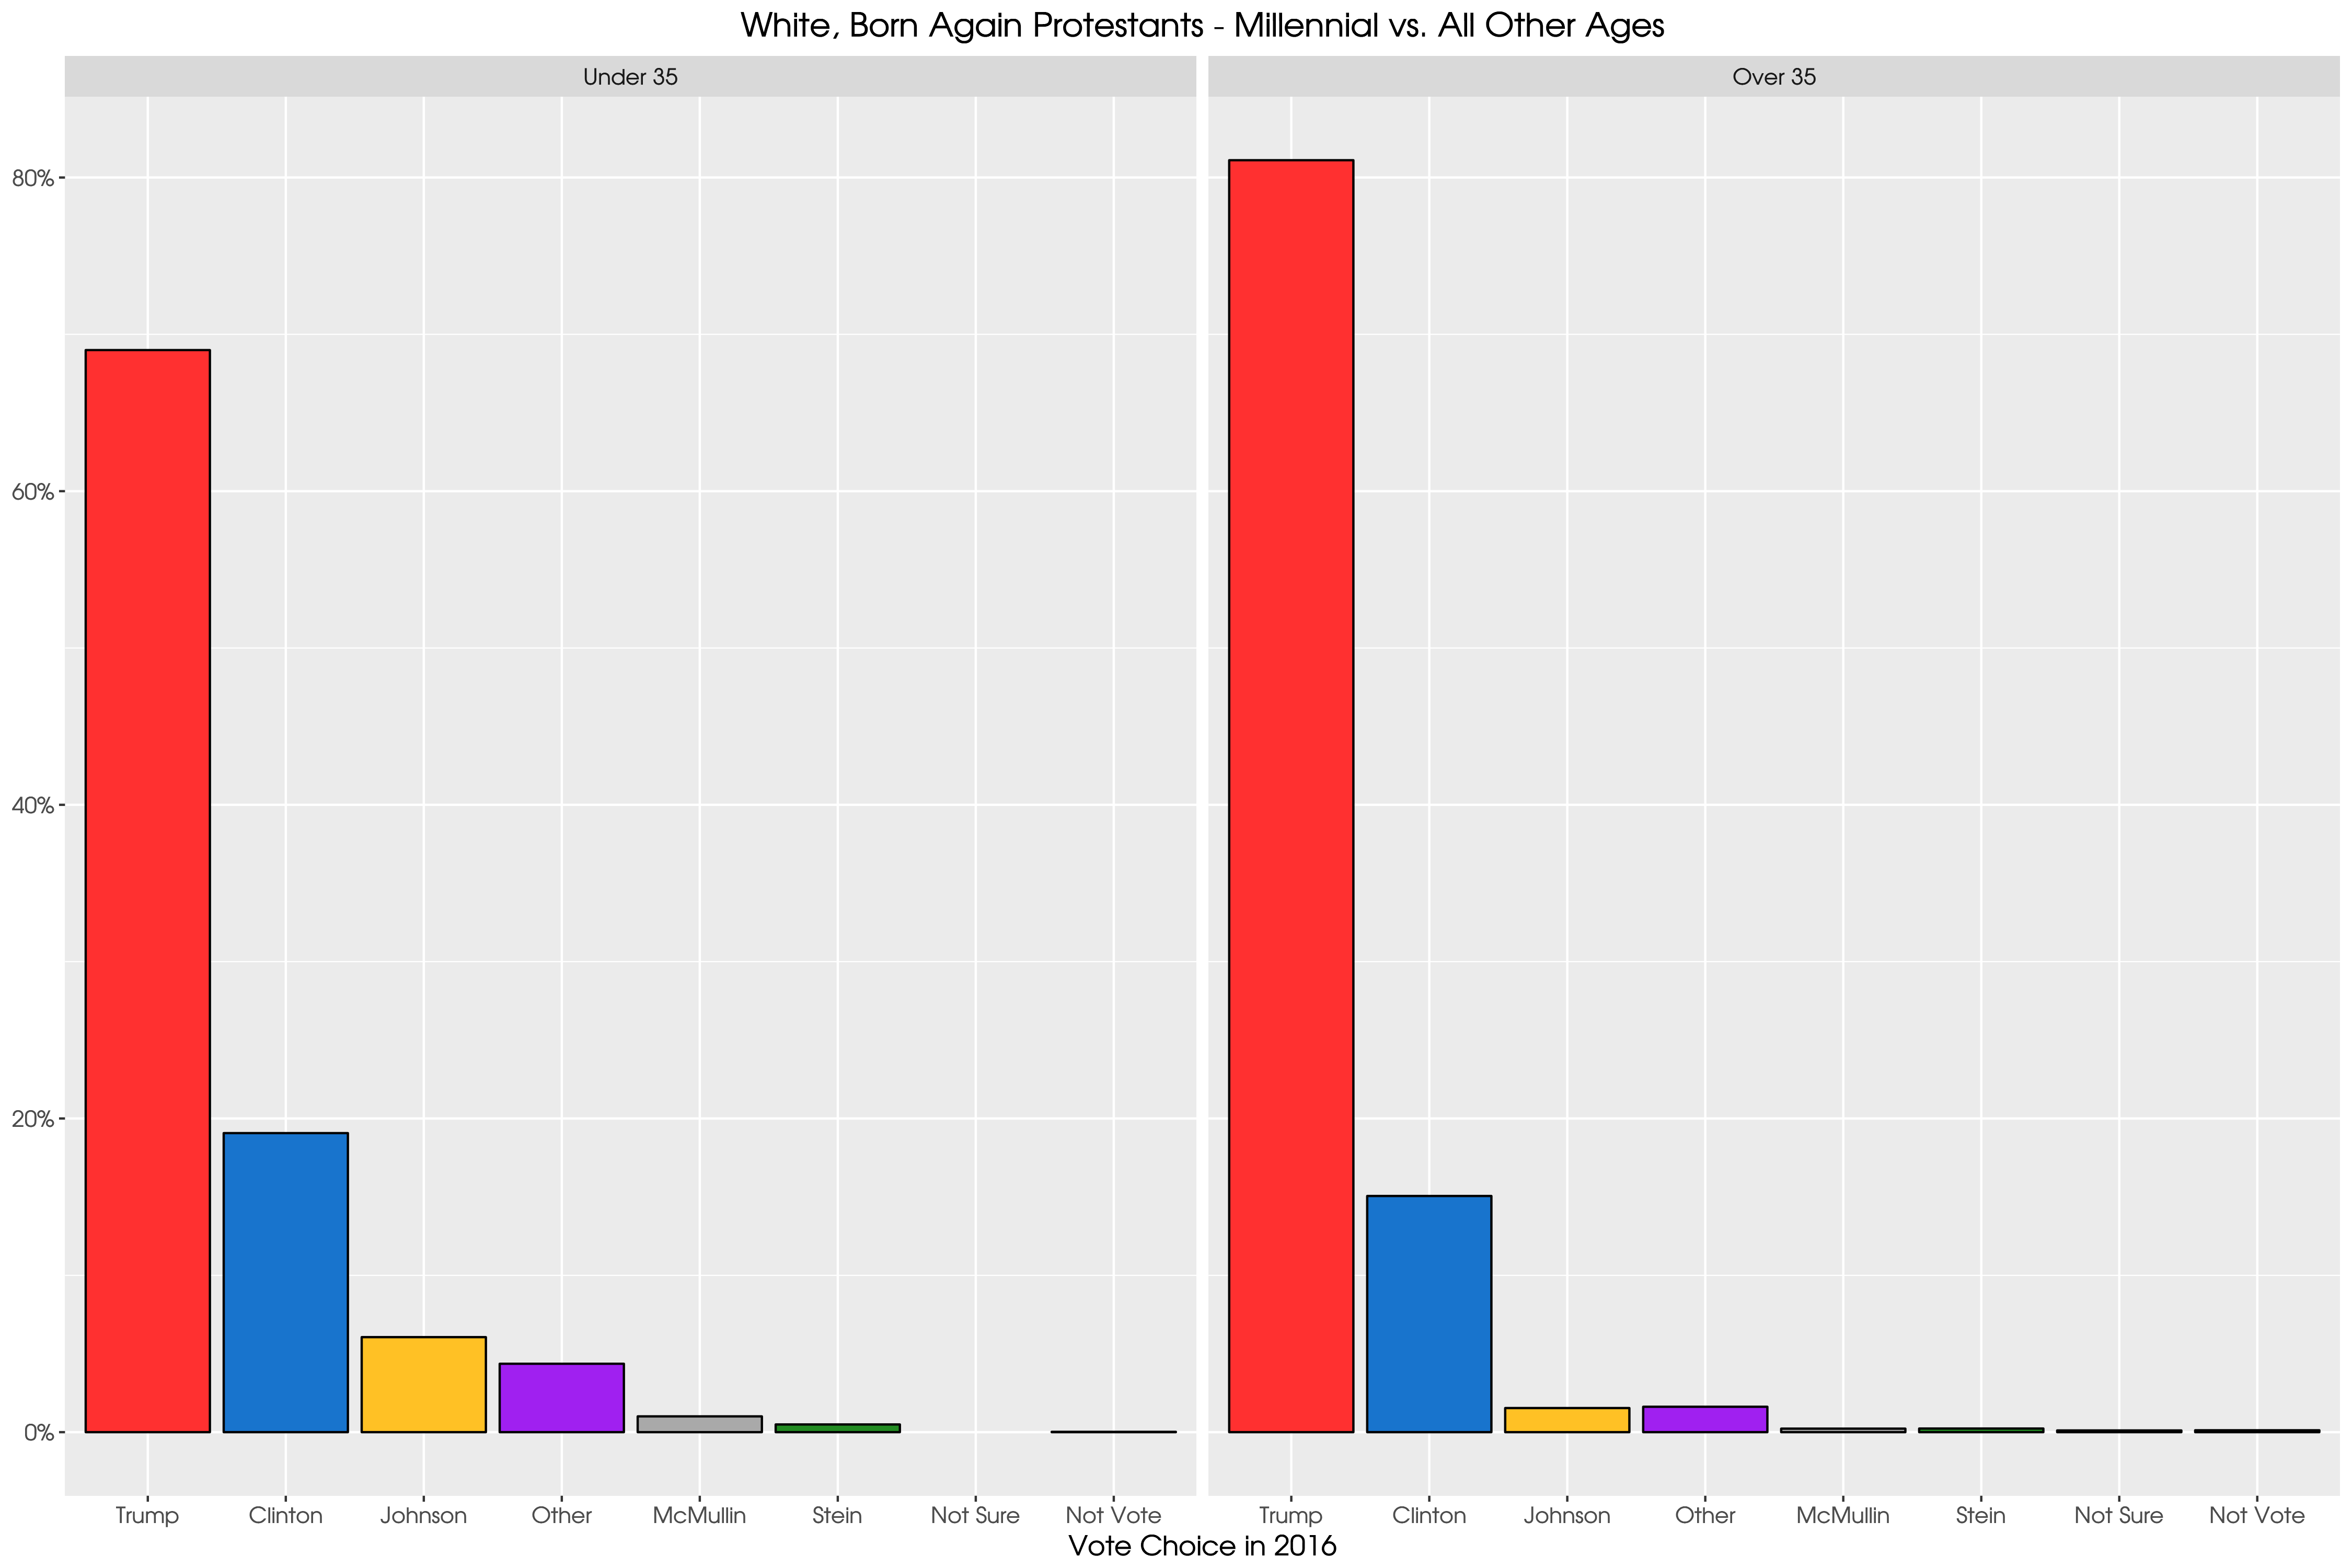 White, Born Again Protestants - Millennial vs. All Other Ages
Under 35
Over 35
80%
60%
40%
20%
0%
Trump
Clinton
Johnson
Other
McMullin
Stein
Not Sure
Not Vote
Trump
Clinton
Johnson
Other
McMullin
Stein
Not Sure
Not Vote
Vote Choice in 2016